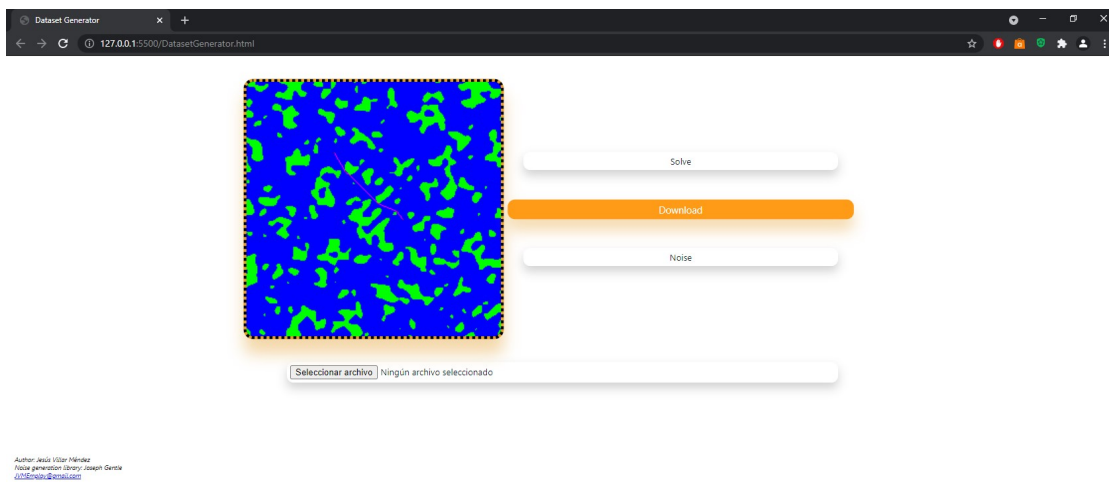 Dataset Generator
127.0.0.1:5500/DatasetGenerator.html
Solve
Download
Noise
Seleccionar archivo Ningún archivo seleccionado
Author: Jesús Villar Méndez
Noise generation library: Joseph Gentle
JVMEmploy@gmail.com